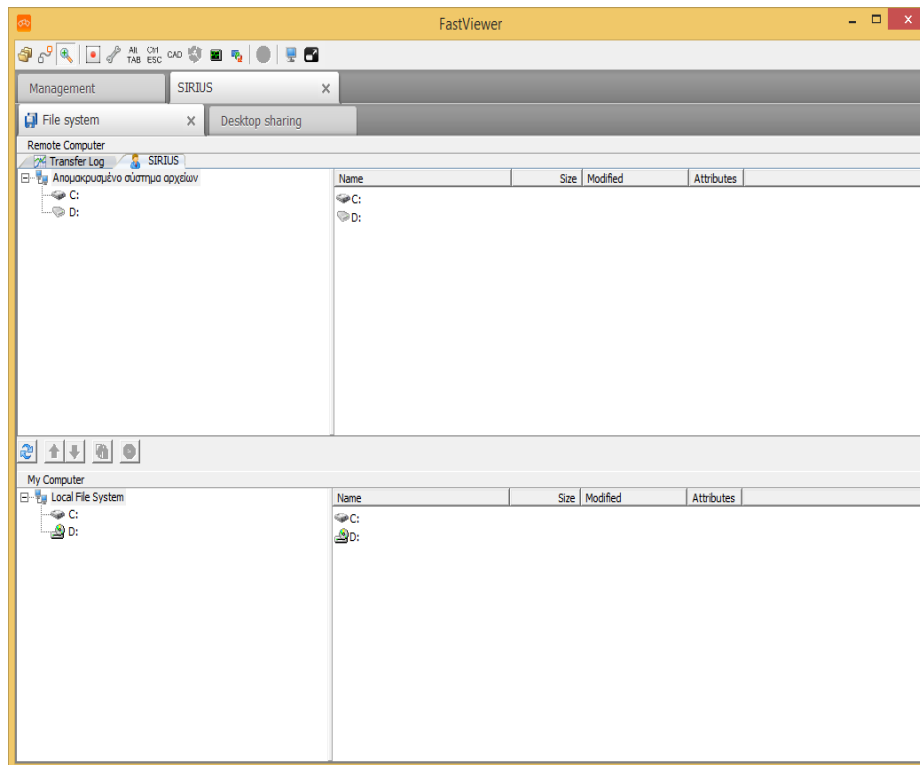 FastViewer
Alt TAB Ctrl ESC CAD
Management SIRIUS
File system Desktop sharing
Remote Computer
Transfer Log SIRIUS
Απομακρυσμένο σύστημα αρχείων
C:
D:
Name Size Modified Attributes
C:
D:
My Computer
Local File System
C:
D:
Name Size Modified Attributes
C:
D: